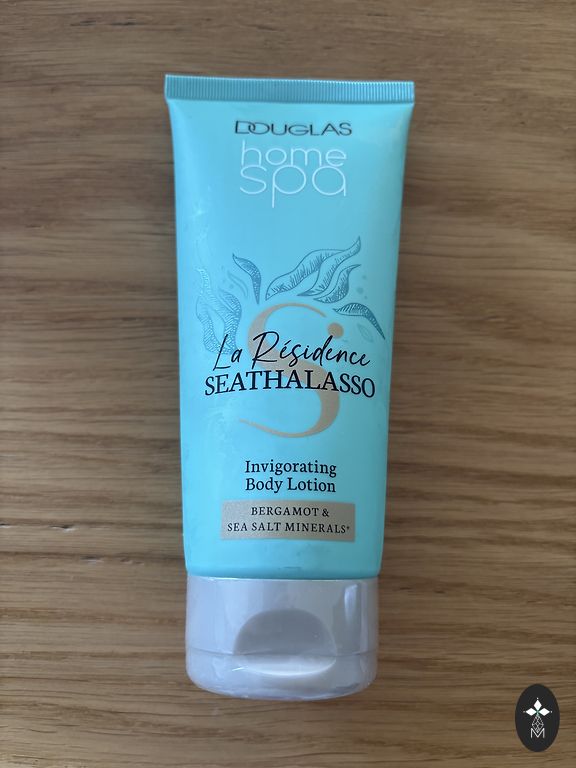 DOUGLAS
home
spa
La Résidence
SEATHALASSO
Invigorating
Body Lotion
BERGAMOT &
SEA SALT MINERALS*
M